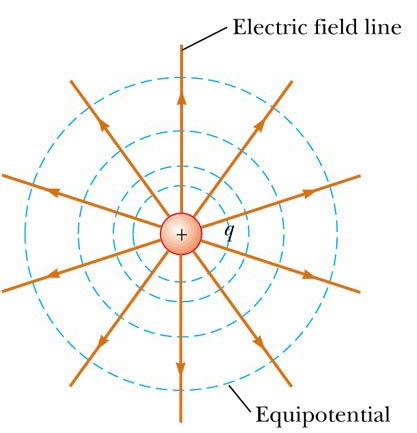 Electric field line
+
q
Equipotential